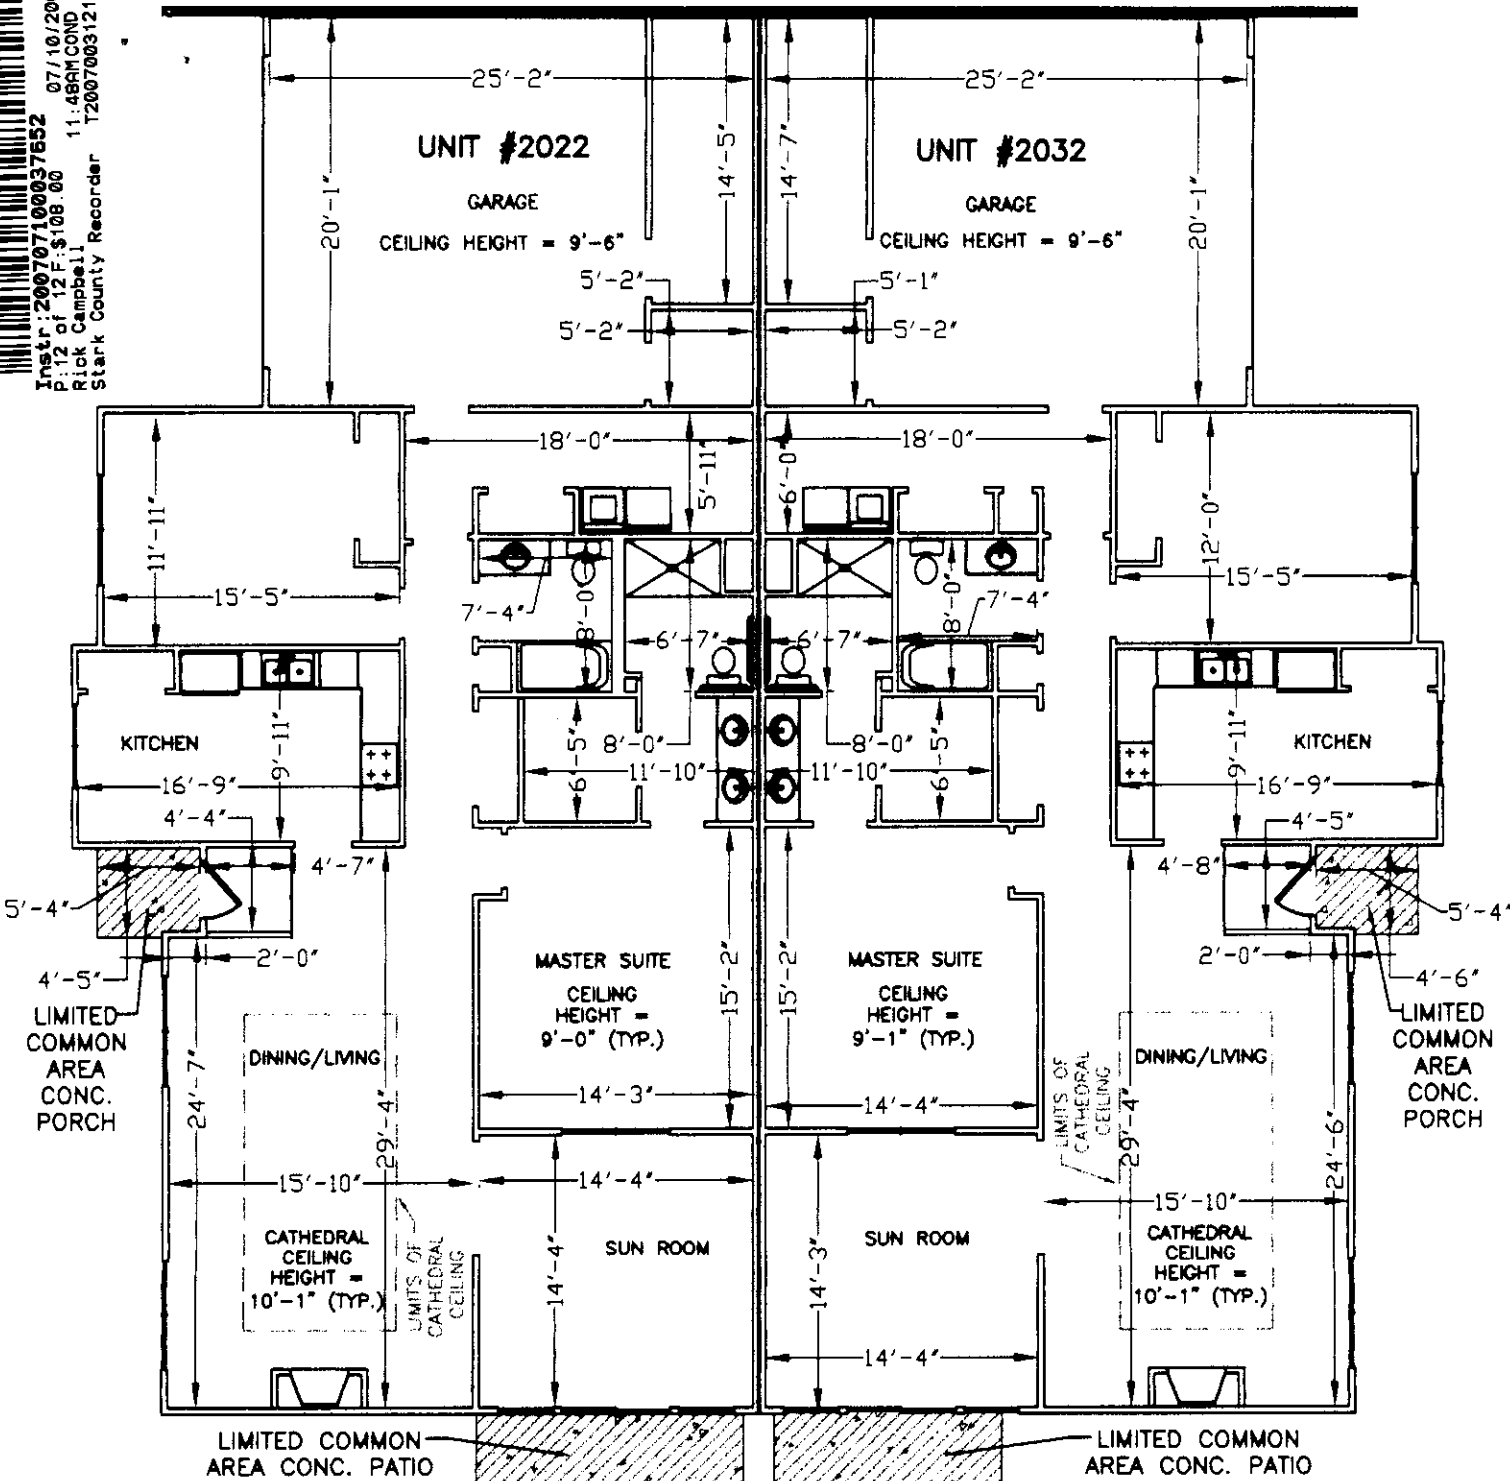 Instr:200707100037652
P:12 of 12 F:$108.00
Rick Campbell 11:48AM COND
Stark County Recorder
25'-2"
25'-2"
UNIT #2022
UNIT #2032
14'-5"
14'-7"
20'-1"
20'-1"
GARAGE
CEILING HEIGHT = 9'-6"
GARAGE
CEILING HEIGHT = 9'-6"
5'-2"
5'-1"
5'-2"
5'-2"
18'-0"
18'-0"
5'-11"
6'-0"
11'-11"
12'-0"
15'-5"
15'-5"
7'-4"
8'-0"
6'-7"
6'-7"
8'-0"
7'-4"
KITCHEN
9'-11"
16'-9"
6'-5"
8'-0"
11'-10"
8'-0"
11'-10"
6'-5"
9'-11"
KITCHEN
16'-9"
4'-4"
4'-7"
5'-4"
4'-5"
2'-0"
4'-5"
4'-8"
5'-4"
2'-0"
4'-6"
LIMITED
COMMON
AREA
CONC.
PORCH
LIMITED
COMMON
AREA
CONC.
PORCH
MASTER SUITE
CEILING
HEIGHT =
9'-0" (TYP.)
15'-2"
15'-2"
MASTER SUITE
CEILING
HEIGHT =
9'-1" (TYP.)
14'-3"
14'-4"
DINING/LIVING
24'-7"
29'-4"
DINING/LIVING
29'-4"
24'-6"
LIMITS OF
CATHEDRAL
CEILING
15'-10"
14'-4"
15'-10"
CATHEDRAL
CEILING
HEIGHT =
10'-1" (TYP.)
LIMITS OF
CATHEDRAL
CEILING
SUN ROOM
14'-4"
SUN ROOM
14'-3"
14'-4"
CATHEDRAL
CEILING
HEIGHT =
10'-1" (TYP.)
LIMITED COMMON
AREA CONC. PATIO
LIMITED COMMON
AREA CONC. PATIO